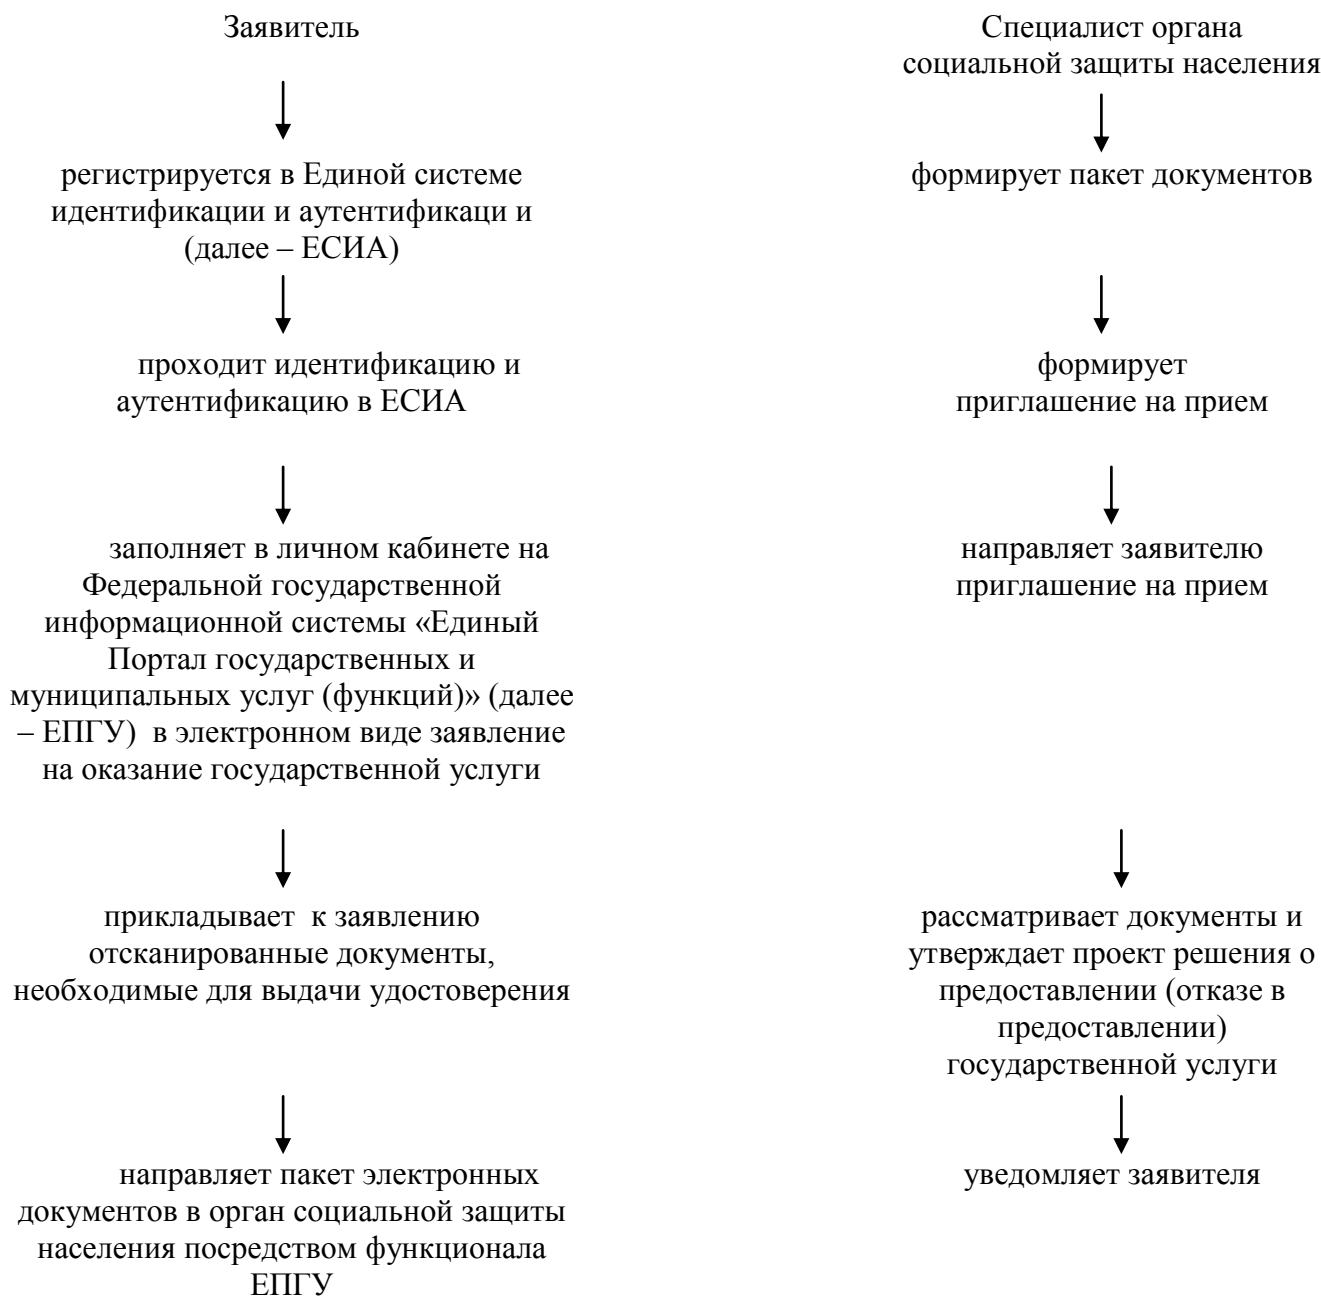 Заявитель
регистрируется в Единой системе
идентификации и аутентификаци и
(далее – ЕСИА)
проходит идентификацию и
аутентификацию в ЕСИА
заполняет в личном кабинете на
Федеральной государственной
информационной системы «Единый
Портал государственных и
муниципальных услуг (функций)» (далее
– ЕПГУ)  в электронном виде заявление
на оказание государственной услуги
прикладывает  к заявлению
отсканированные документы,
необходимые для выдачи удостоверения
направляет пакет электронных
документов в орган социальной защиты
населения посредством функционала
ЕПГУ
Специалист органа
социальной защиты населения
формирует пакет документов
формирует
приглашение на прием
направляет заявителю
приглашение на прием
рассматривает документы и
утверждает проект решения о
предоставлении (отказе в
предоставлении)
государственной услуги
уведомляет заявителя